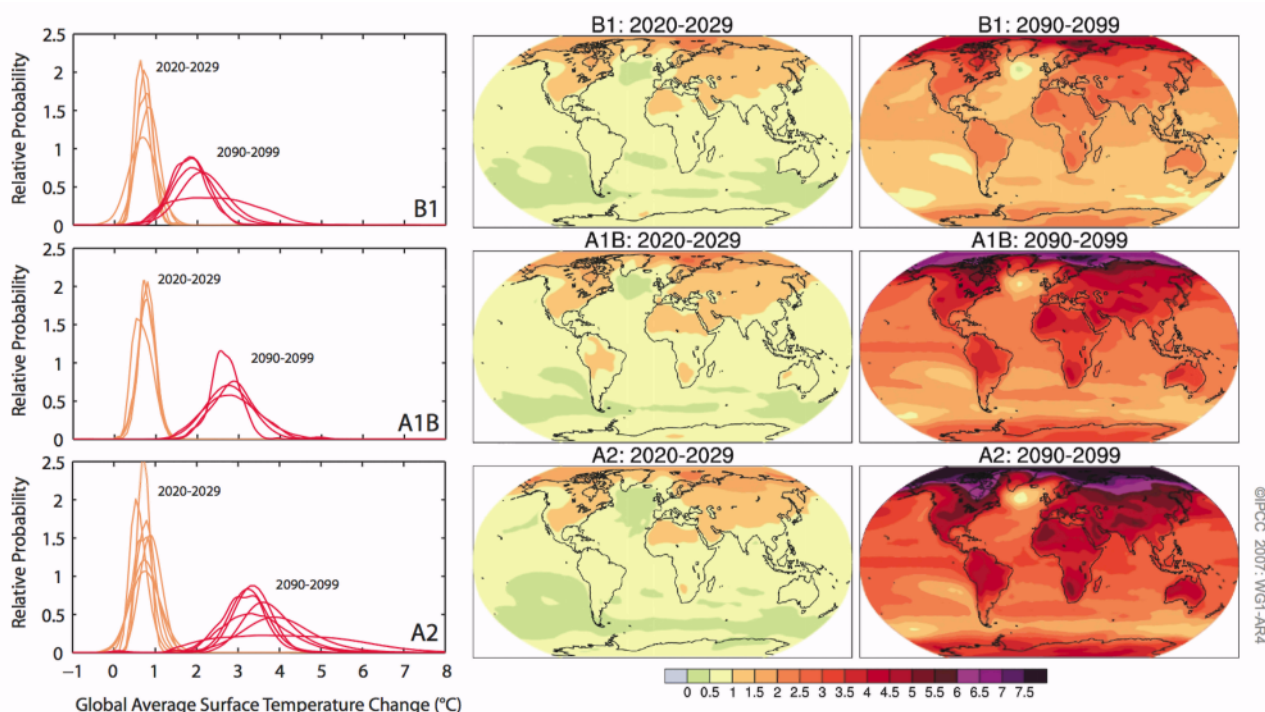 B1: 2020-2029
B1: 2090-2099
Relative Probability
2.5
2
1.5
1
0.5
0
2020-2029
2090-2099
B1
A1B: 2020-2029
A1B: 2090-2099
Relative Probability
2.5
2
1.5
1
0.5
0
2020-2029
2090-2099
A1B
A2: 2020-2029
A2: 2090-2099
Relative Probability
2.5
2
1.5
1
0.5
0
2020-2029
2090-2099
A2
−1 0 1 2 3 4 5 6 7 8
Global Average Surface Temperature Change (°C)
0 0.5 1 1.5 2 2.5 3 3.5 4 4.5 5 5.5 6 6.5 7 7.5
©IPCC 2007: WG1-AR4